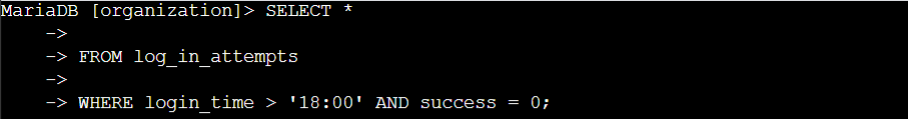 MariaDB [organization]> SELECT *
    ->
    -> FROM log_in_attempts
    ->
    -> WHERE login_time > '18:00' AND success = 0;